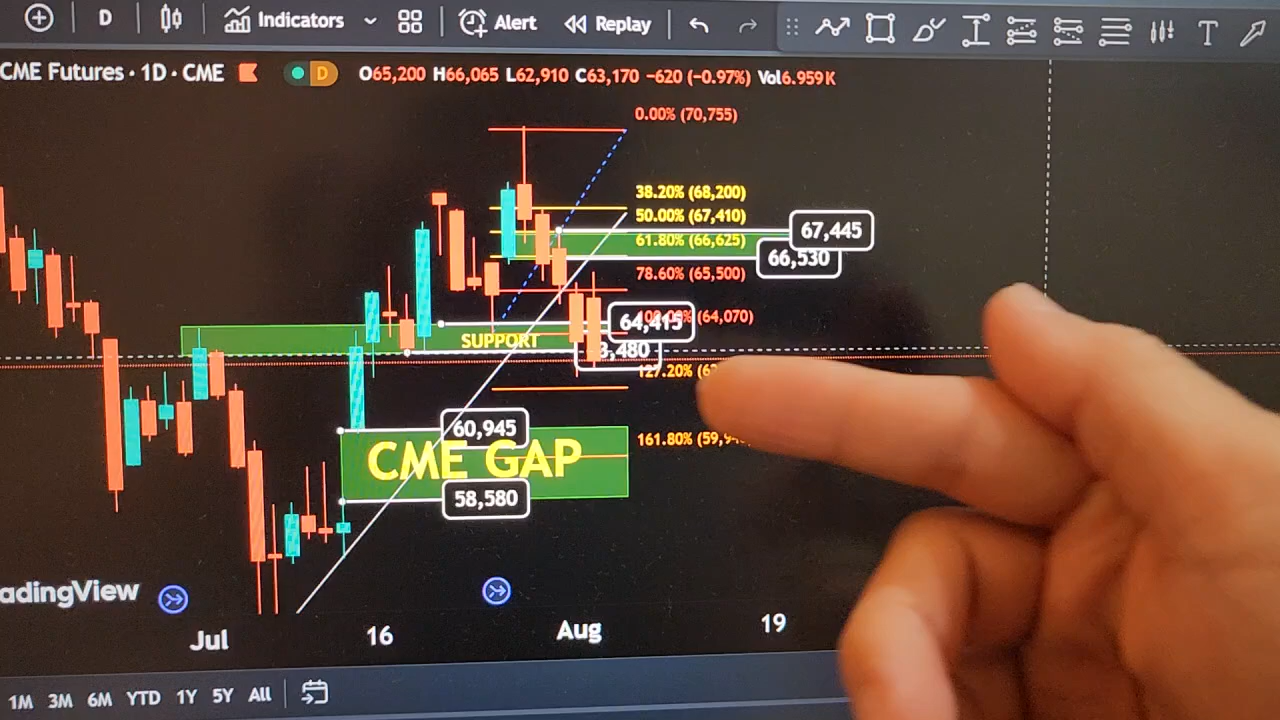 D Indicators Alert Replay T
CME Futures · 1D · CME D O65,200 H66,065 L62,910 C63,170 −620 (−0.97%) Vol6.959K
0.00% (70,755)
38.20% (68,200)
50.00% (67,410)
67,445
61.80% (66,625)
66,530
78.60% (65,500)
64,415
(64,070)
SUPPORT
3,480
127.20%
60,945
161.80%
CME GAP
58,580
adingView
Jul 16 Aug 19
1M 3M 6M YTD 1Y 5Y All